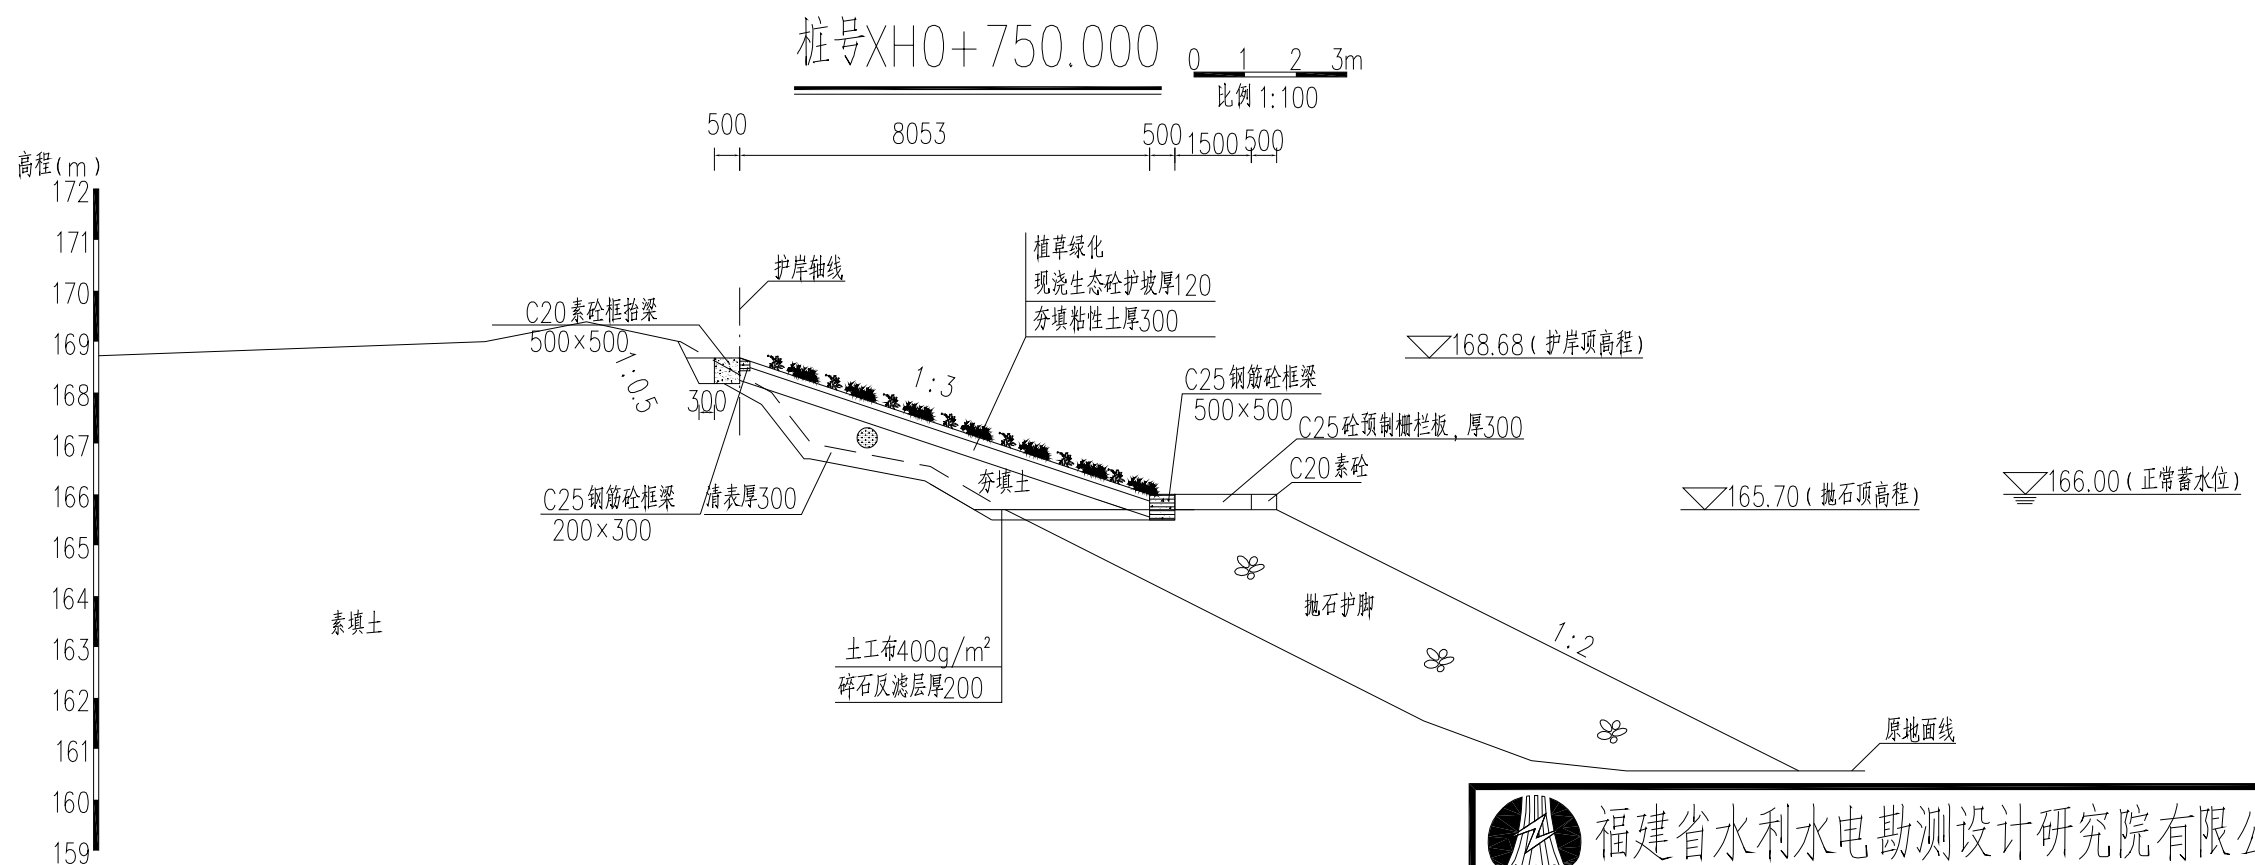 桩号XH0+750.000
0 1 2 3m
比例 1:100
500 8053 500 1500 500
高程(m)
172
171
170
169
168
167
166
165
164
163
162
161
160
159
护岸轴线
植草绿化
现浇生态砼护坡厚120
夯填粘性土厚300
C20素砼框抬梁
500×500
1:0.5
300
1:3
168.68(护岸顶高程)
C25钢筋砼框梁
500×500
C25砼预制栅栏板,厚300
C20素砼
166.00(正常蓄水位)
165.70(抛石顶高程)
夯填土
C25钢筋砼框梁
200×300
清表厚300
素填土
抛石护脚
1:2
土工布400g/m²
碎石反滤层厚200
原地面线
福建省水利水电勘测设计研究院有限公